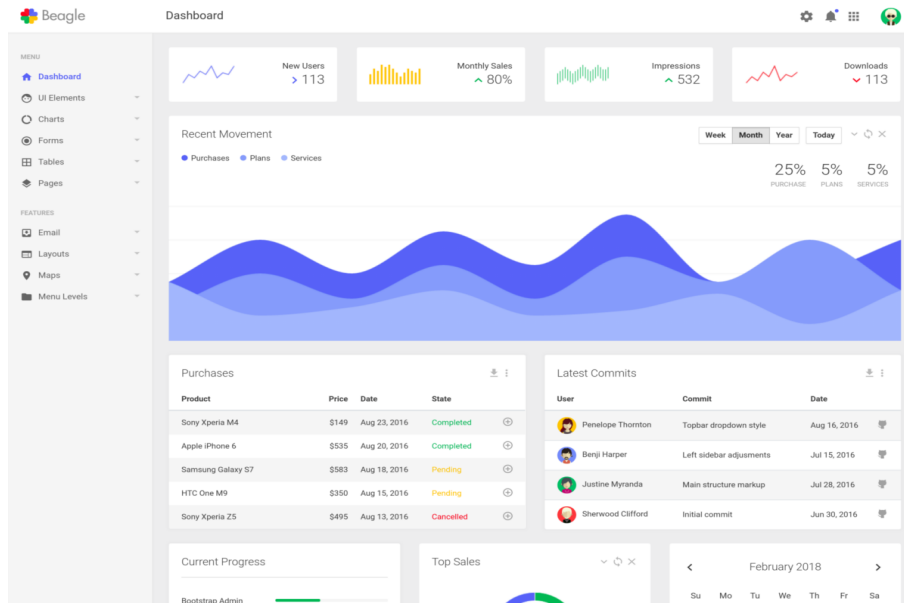 Beagle
Dashboard
MENU
Dashboard
UI Elements
Charts
Forms
Tables
Pages
FEATURES
Email
Layouts
Maps
Menu Levels
New Users
113
Monthly Sales
80%
Impressions
532
Downloads
113
Recent Movement
Week Month Year Today
Purchases Plans Services
25% 5% 5%
PURCHASE PLANS SERVICES
Purchases
Product Price Date State
Sony Xperia M4 $149 Aug 23, 2016 Completed
Apple iPhone 6 $535 Aug 20, 2016 Completed
Samsung Galaxy S7 $583 Aug 18, 2016 Pending
HTC One M9 $350 Aug 15, 2016 Pending
Sony Xperia Z5 $495 Aug 13, 2016 Cancelled
Latest Commits
User Commit Date
Penelope Thornton Topbar dropdown style Aug 16, 2016
Benji Harper Left sidebar adjusments Jul 15, 2016
Justine Myranda Main structure markup Jul 28, 2016
Sherwood Clifford Initial commit Jun 30, 2016
Current Progress
Bootstrap Admin
Top Sales
February 2018
Su Mo Tu We Th Fr Sa